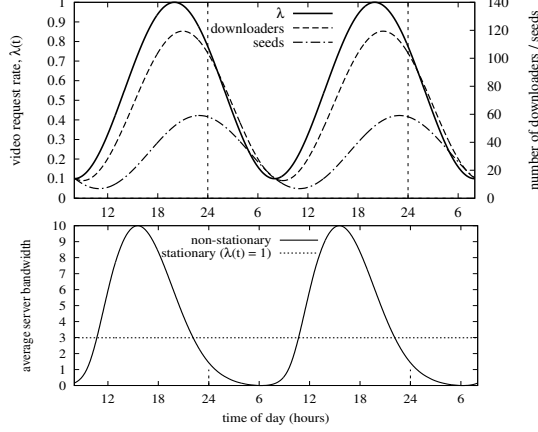 1 140
0.9 120
0.8
0.7 100
0.6 80
0.5
0.4 60
0.3 40
0.2 20
0.1
0 0
video request rate, λ(t)
number of downloaders / seeds
λ
downloaders
seeds
12 18 24 6 12 18 24 6
10
9
8
7
6
5
4
3
2
1
0
average server bandwidth
non-stationary
stationary (λ(t) = 1)
12 18 24 6 12 18 24 6
time of day (hours)